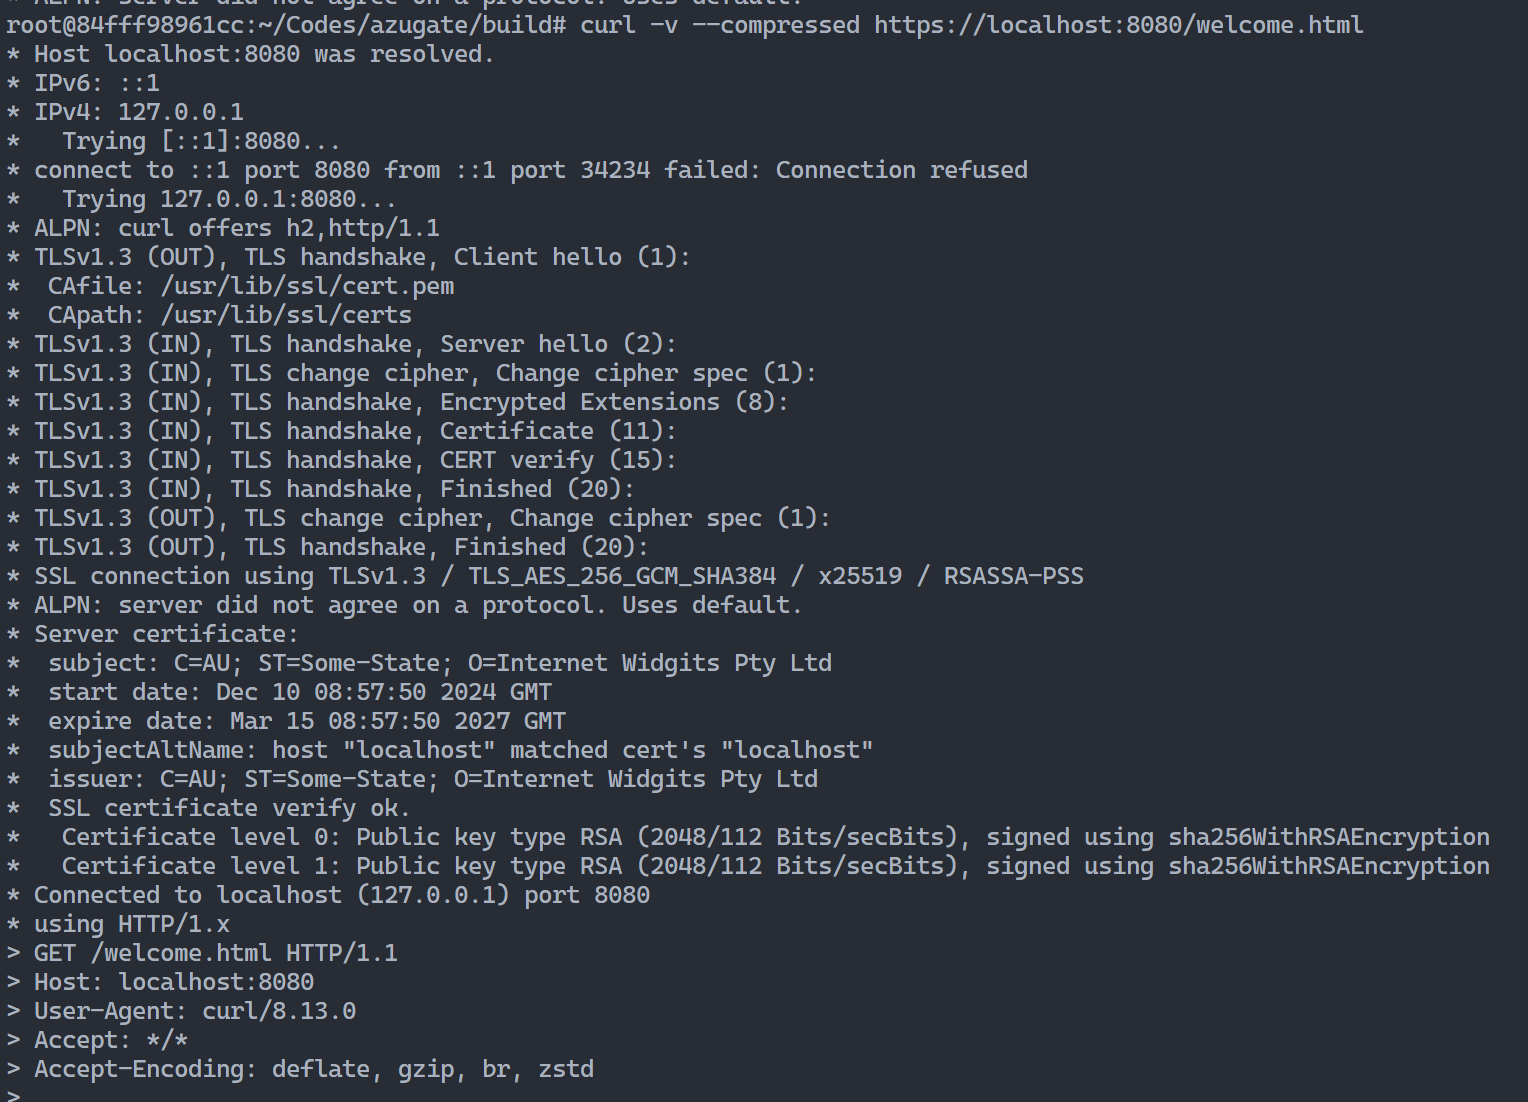 * ALPN: server did not agree on a protocol. Uses default.
root@84fff98961cc:~/Codes/azugate/build# curl -v --compressed https://localhost:8080/welcome.html
* Host localhost:8080 was resolved.
* IPv6: ::1
* IPv4: 127.0.0.1
*   Trying [::1]:8080...
* connect to ::1 port 8080 from ::1 port 34234 failed: Connection refused
*   Trying 127.0.0.1:8080...
* ALPN: curl offers h2,http/1.1
* TLSv1.3 (OUT), TLS handshake, Client hello (1):
*  CAfile: /usr/lib/ssl/cert.pem
*  CApath: /usr/lib/ssl/certs
* TLSv1.3 (IN), TLS handshake, Server hello (2):
* TLSv1.3 (IN), TLS change cipher, Change cipher spec (1):
* TLSv1.3 (IN), TLS handshake, Encrypted Extensions (8):
* TLSv1.3 (IN), TLS handshake, Certificate (11):
* TLSv1.3 (IN), TLS handshake, CERT verify (15):
* TLSv1.3 (IN), TLS handshake, Finished (20):
* TLSv1.3 (OUT), TLS change cipher, Change cipher spec (1):
* TLSv1.3 (OUT), TLS handshake, Finished (20):
* SSL connection using TLSv1.3 / TLS_AES_256_GCM_SHA384 / x25519 / RSASSA-PSS
* ALPN: server did not agree on a protocol. Uses default.
* Server certificate:
*  subject: C=AU; ST=Some-State; O=Internet Widgits Pty Ltd
*  start date: Dec 10 08:57:50 2024 GMT
*  expire date: Mar 15 08:57:50 2027 GMT
*  subjectAltName: host "localhost" matched cert's "localhost"
*  issuer: C=AU; ST=Some-State; O=Internet Widgits Pty Ltd
*  SSL certificate verify ok.
*   Certificate level 0: Public key type RSA (2048/112 Bits/secBits), signed using sha256WithRSAEncryption
*   Certificate level 1: Public key type RSA (2048/112 Bits/secBits), signed using sha256WithRSAEncryption
* Connected to localhost (127.0.0.1) port 8080
* using HTTP/1.x
> GET /welcome.html HTTP/1.1
> Host: localhost:8080
> User-Agent: curl/8.13.0
> Accept: */*
> Accept-Encoding: deflate, gzip, br, zstd
>